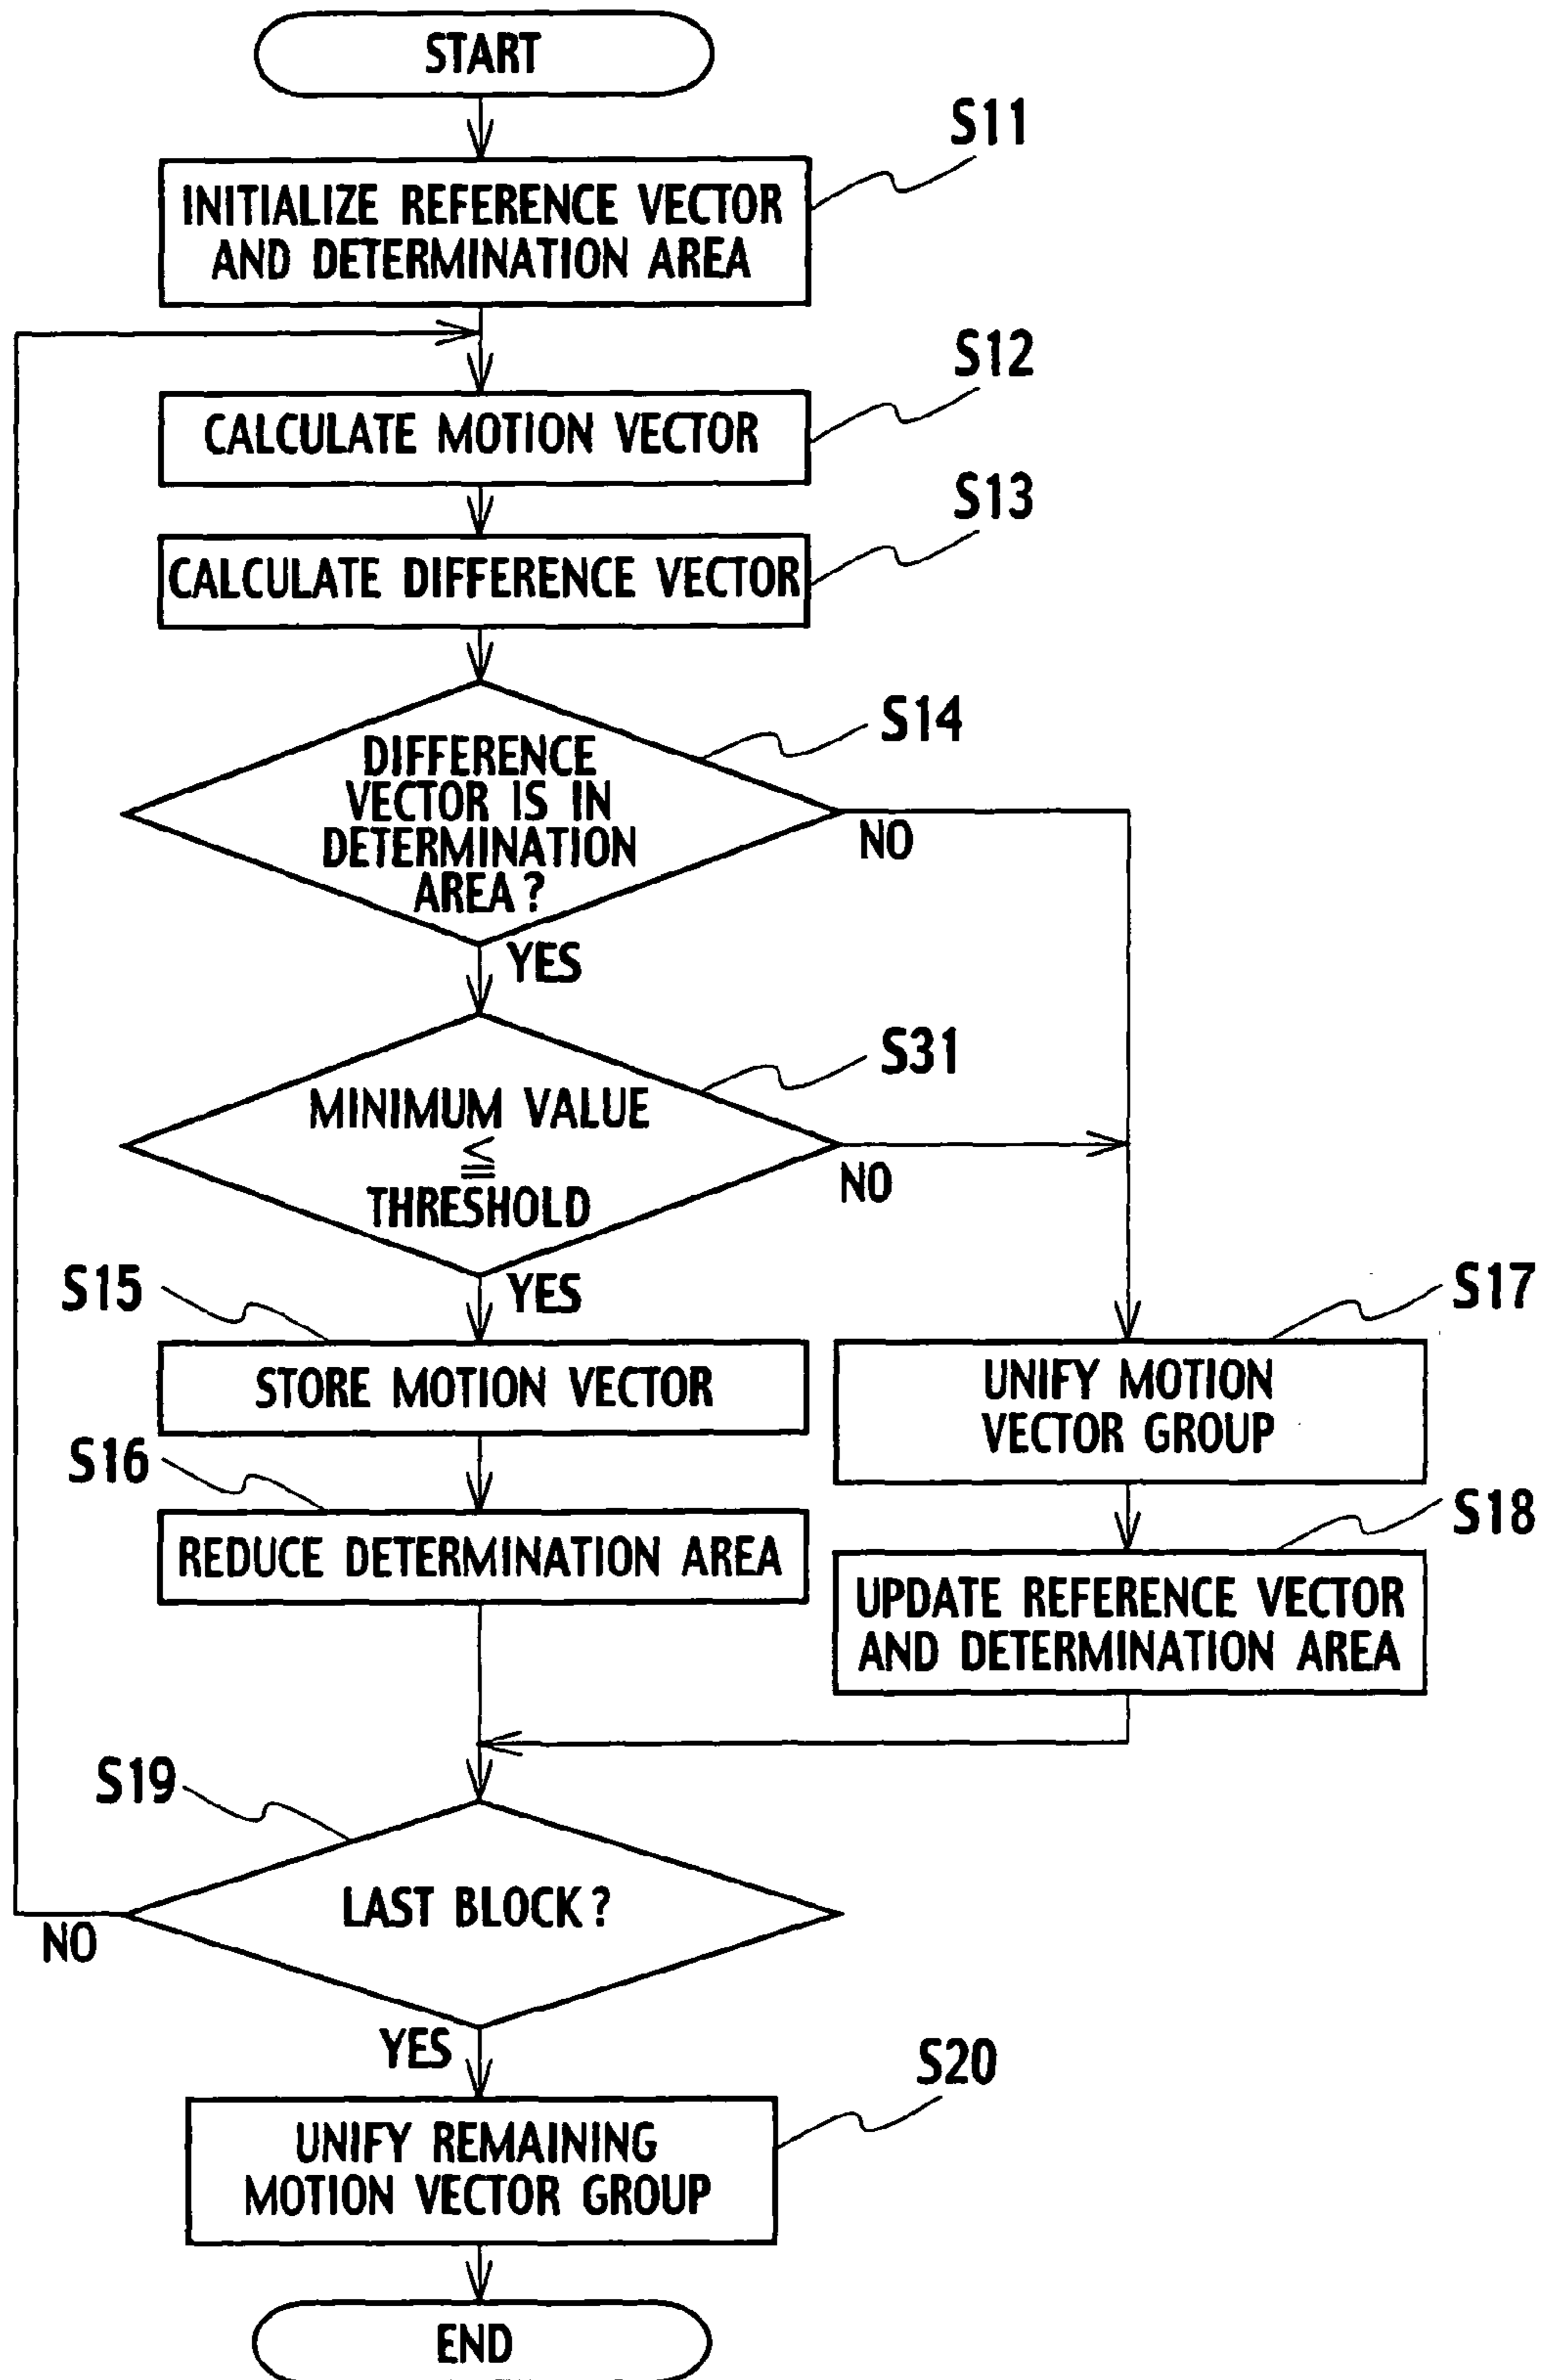 START
S11
INITIALIZE REFERENCE VECTOR
AND DETERMINATION AREA
S12
CALCULATE MOTION VECTOR
S13
CALCULATE DIFFERENCE VECTOR
S14
DIFFERENCE
VECTOR IS IN
DETERMINATION
AREA?
NO
YES
S31
MINIMUM VALUE
≦
THRESHOLD
NO
YES
S15
STORE MOTION VECTOR
S17
UNIFY MOTION
VECTOR GROUP
S16
REDUCE DETERMINATION AREA
S18
UPDATE REFERENCE VECTOR
AND DETERMINATION AREA
S19
LAST BLOCK?
NO
YES
S20
UNIFY REMAINING
MOTION VECTOR GROUP
END